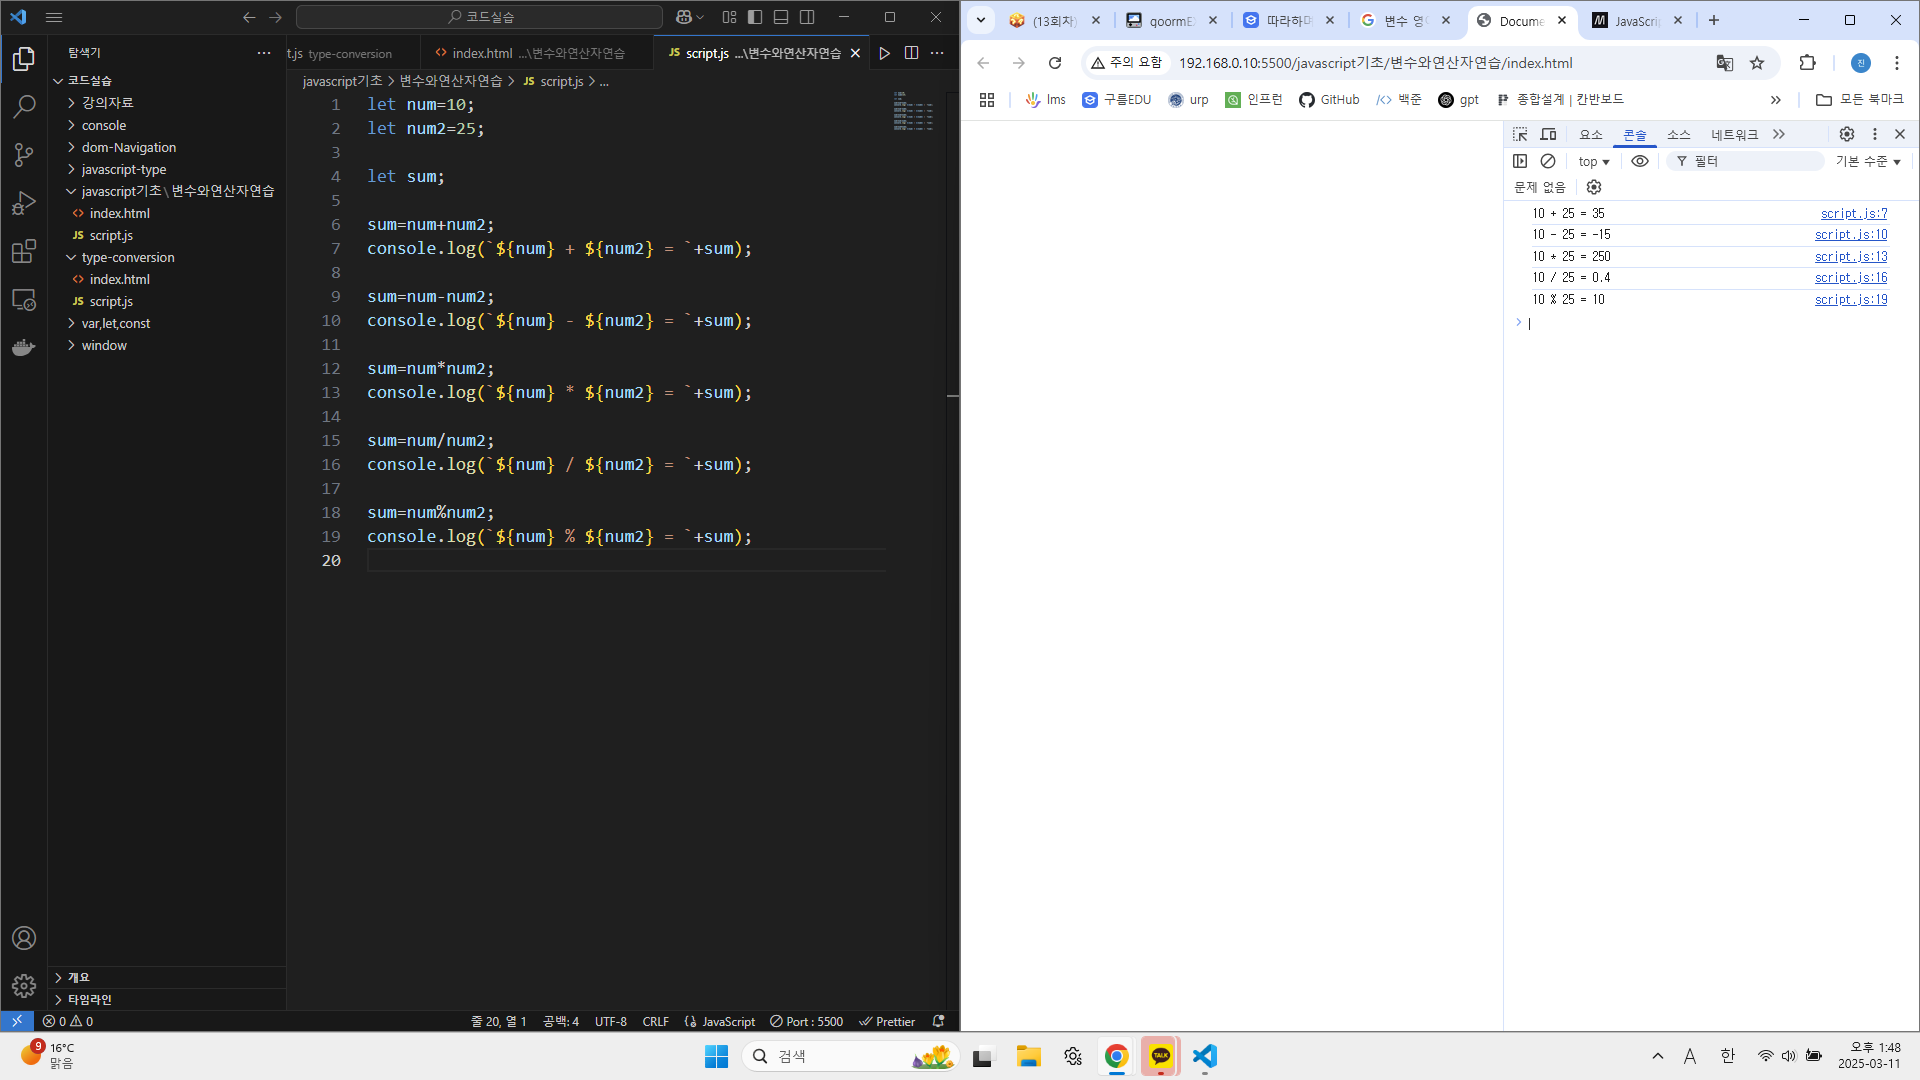 코드실습
탐색기
t.js type-conversion
index.html ...\변수와연산자연습
script.js ...\변수와연산자연습
javascript기초 > 변수와연산자연습 > JS script.js > ...
코드실습
강의자료
console
dom-Navigation
javascript-type
javascript기초 \ 변수와연산자연습
index.html
JS script.js
type-conversion
index.html
JS script.js
var,let,const
window
개요
타임라인
1 let num=10;
2 let num2=25;
3
4 let sum;
5
6 sum=num+num2;
7 console.log(`${num} + ${num2} = `+sum);
8
9 sum=num-num2;
10 console.log(`${num} - ${num2} = `+sum);
11
12 sum=num*num2;
13 console.log(`${num} * ${num2} = `+sum);
14
15 sum=num/num2;
16 console.log(`${num} / ${num2} = `+sum);
17
18 sum=num%num2;
19 console.log(`${num} % ${num2} = `+sum);
20
0 0
줄 20, 열 1 공백: 4 UTF-8 CRLF {} JavaScript Port : 5500 Prettier
(13회차) goormE 따라하며 변수 영 Docume JavaScri
주의 요함 192.168.0.10:5500/javascript기초/변수와연산자연습/index.html 진
lms 구름EDU urp 인프런 GitHub 백준 gpt 종합설계 | 칸반보드 모든 북마크
요소 콘솔 소스 네트워크
top 필터 기본 수준
문제 없음
10 + 25 = 35 script.js:7
10 - 25 = -15 script.js:10
10 * 25 = 250 script.js:13
10 / 25 = 0.4 script.js:16
10 % 25 = 10 script.js:19
9 16°C
맑음
검색
TALK
A 한
오후 1:48
2025-03-11